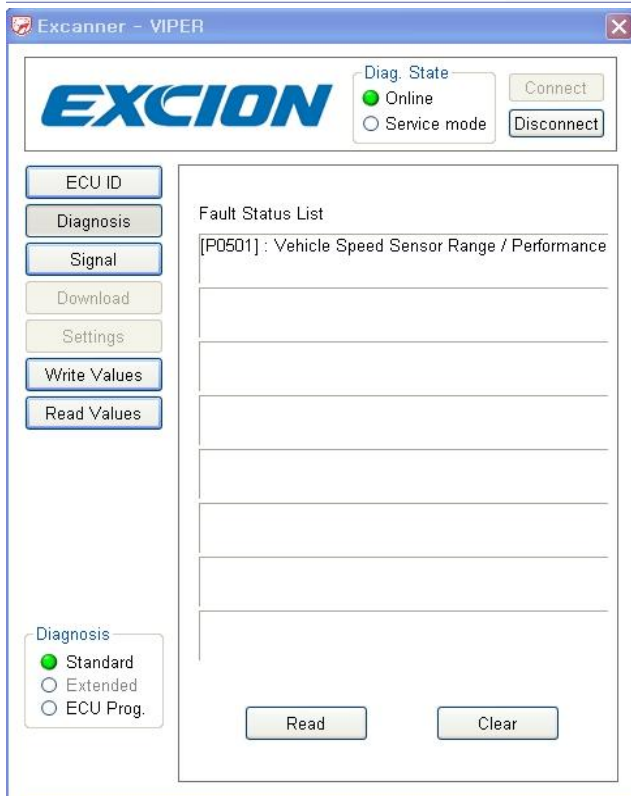 Excanner - VIPER
EXCION
Diag. State
Online
Service mode
Connect
Disconnect
ECU ID
Diagnosis
Signal
Download
Settings
Write Values
Read Values
Fault Status List
[P0501] : Vehicle Speed Sensor Range / Performance
Diagnosis
Standard
Extended
ECU Prog.
Read
Clear